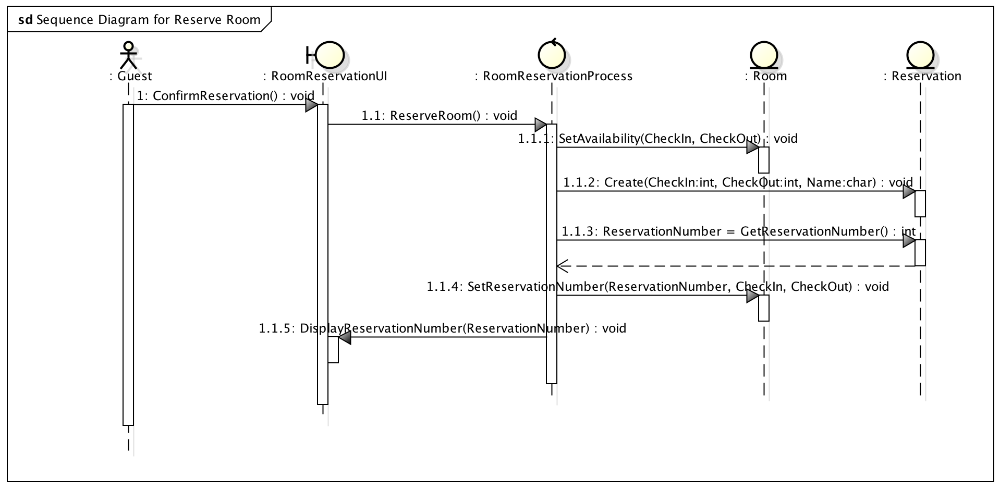 sd Sequence Diagram for Reserve Room
: Guest
: RoomReservationUI
: RoomReservationProcess
: Room
: Reservation
1: ConfirmReservation() : void
1.1: ReserveRoom() : void
1.1.1: SetAvailability(CheckIn, CheckOut) : void
1.1.2: Create(CheckIn:int, CheckOut:int, Name:char) : void
1.1.3: ReservationNumber = GetReservationNumber() : int
1.1.4: SetReservationNumber(ReservationNumber, CheckIn, CheckOut) : void
1.1.5: DisplayReservationNumber(ReservationNumber) : void